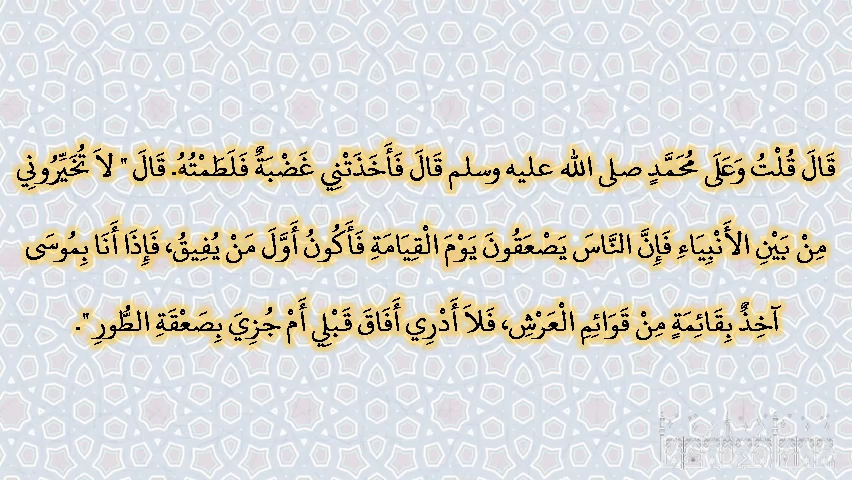 قَالَ قُلْتُ وَعَلَى مُحَمَّدٍ صلى الله عليه وسلم قَالَ فَأَخَذَتْنِي غَضْبَةٌ فَلَطَمْتُهُ. قَالَ " لاَ تُخَيِّرُونِي
مِنْ بَيْنِ الأَنْبِيَاءِ فَإِنَّ النَّاسَ يَصْعَقُونَ يَوْمَ الْقِيَامَةِ فَأَكُونُ أَوَّلَ مَنْ يُفِيقُ، فَإِذَا أَنَا بِمُوسَى
آخِذٌ بِقَائِمَةٍ مِنْ قَوَائِمِ الْعَرْشِ، فَلاَ أَدْرِي أَفَاقَ قَبْلِي أَمْ جُزِيَ بِصَعْقَةِ الطُّورِ ".